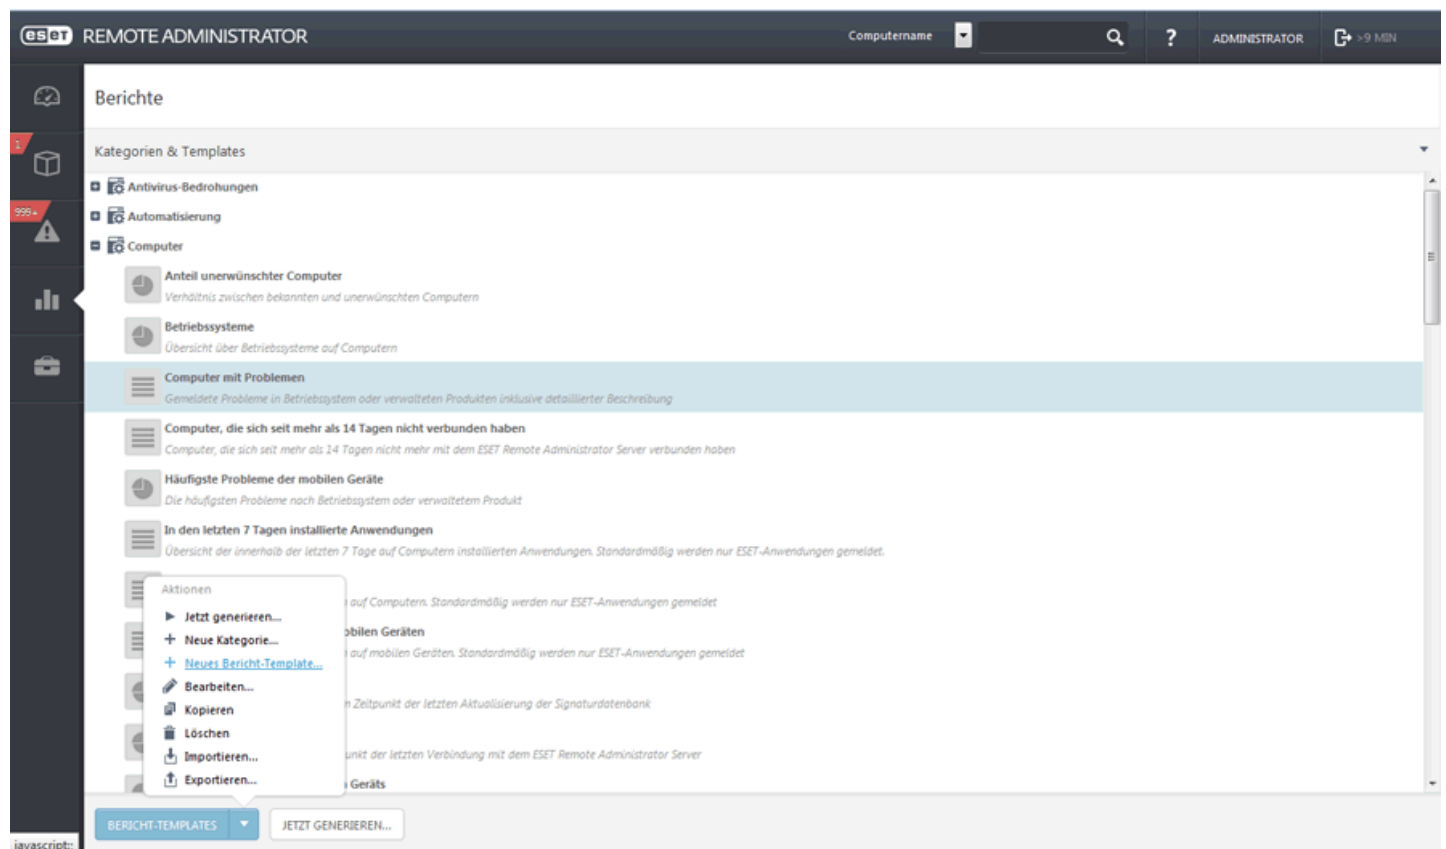 eset REMOTE ADMINISTRATOR
Computername
?
ADMINISTRATOR
>9 MIN
Berichte
1
Kategorien & Templates
Antivirus-Bedrohungen
999+
Automatisierung
Computer
Anteil unerwünschter Computer
Verhältnis zwischen bekannten und unerwünschten Computern
Betriebssysteme
Übersicht über Betriebssysteme auf Computern
Computer mit Problemen
Gemeldete Probleme in Betriebssystem oder verwalteten Produkten inklusive detaillierter Beschreibung
Computer, die sich seit mehr als 14 Tagen nicht verbunden haben
Computer, die sich seit mehr als 14 Tagen nicht mehr mit dem ESET Remote Administrator Server verbunden haben
Häufigste Probleme der mobilen Geräte
Die häufigsten Probleme nach Betriebssystem oder verwaltetem Produkt
In den letzten 7 Tagen installierte Anwendungen
Übersicht der innerhalb der letzten 7 Tage auf Computern installierten Anwendungen. Standardmäßig werden nur ESET-Anwendungen gemeldet.
auf Computern. Standardmäßig werden nur ESET-Anwendungen gemeldet
obilen Geräten
auf mobilen Geräten. Standardmäßig werden nur ESET-Anwendungen gemeldet
n Zeitpunkt der letzten Aktualisierung der Signaturdatenbank
unkt der letzten Verbindung mit dem ESET Remote Administrator Server
Geräts
Aktionen
Jetzt generieren...
Neue Kategorie...
Neues Bericht-Template...
Bearbeiten...
Kopieren
Löschen
Importieren...
Exportieren...
BERICHT-TEMPLATES
JETZT GENERIEREN...
javascript:;